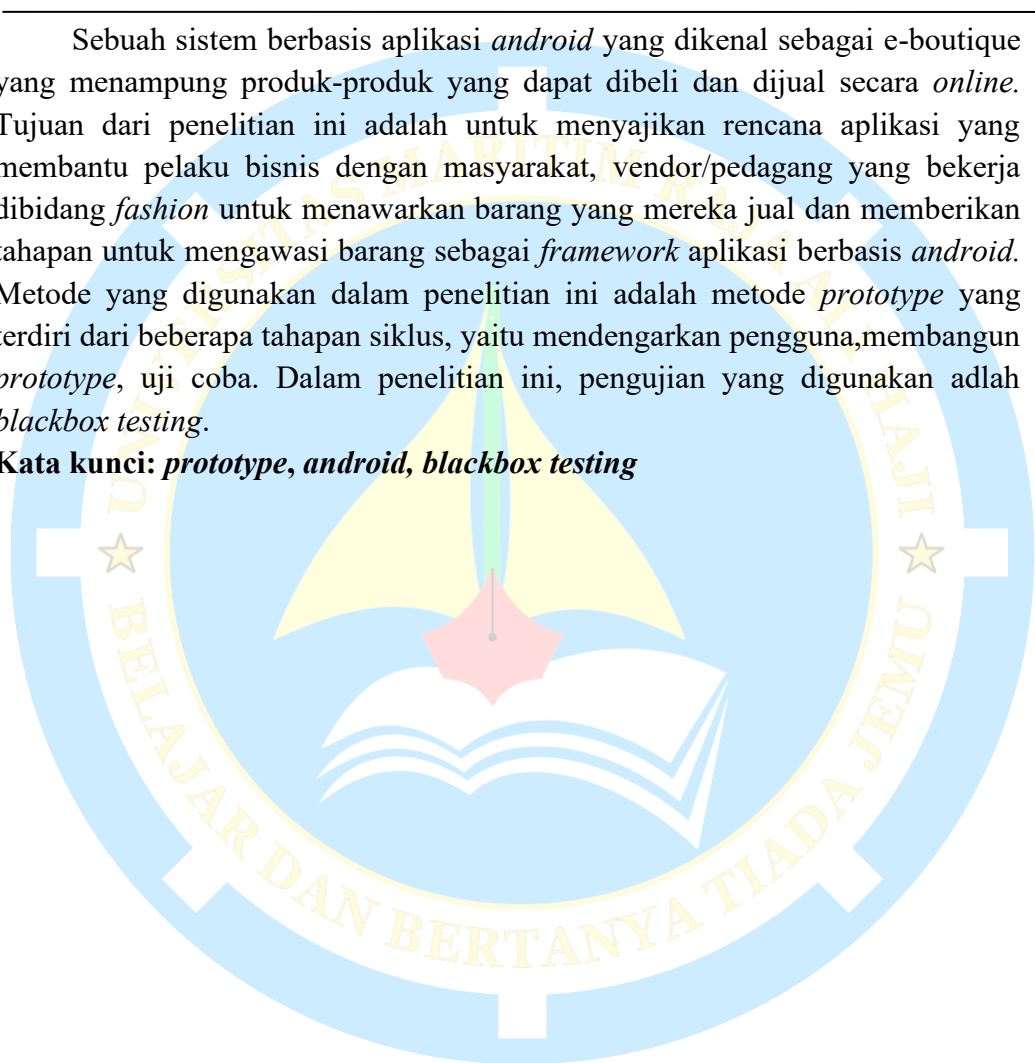 Sebuah sistem berbasis aplikasi android yang dikenal sebagai e-boutique
yang menampung produk-produk yang dapat dibeli dan dijual secara online.
Tujuan dari penelitian ini adalah untuk menyajikan rencana aplikasi yang
membantu pelaku bisnis dengan masyarakat, vendor/pedagang yang bekerja
dibidang fashion untuk menawarkan barang yang mereka jual dan memberikan
tahapan untuk mengawasi barang sebagai framework aplikasi berbasis android.
Metode yang digunakan dalam penelitian ini adalah metode prototype yang
terdiri dari beberapa tahapan siklus, yaitu mendengarkan pengguna,membangun
prototype, uji coba. Dalam penelitian ini, pengujian yang digunakan adlah
blackbox testing.
Kata kunci: prototype, android, blackbox testing
UNIVERSITAS MARITIM RAJA ALI HAJI
BELAJAR DAN BERTANYA TIADA JEMU